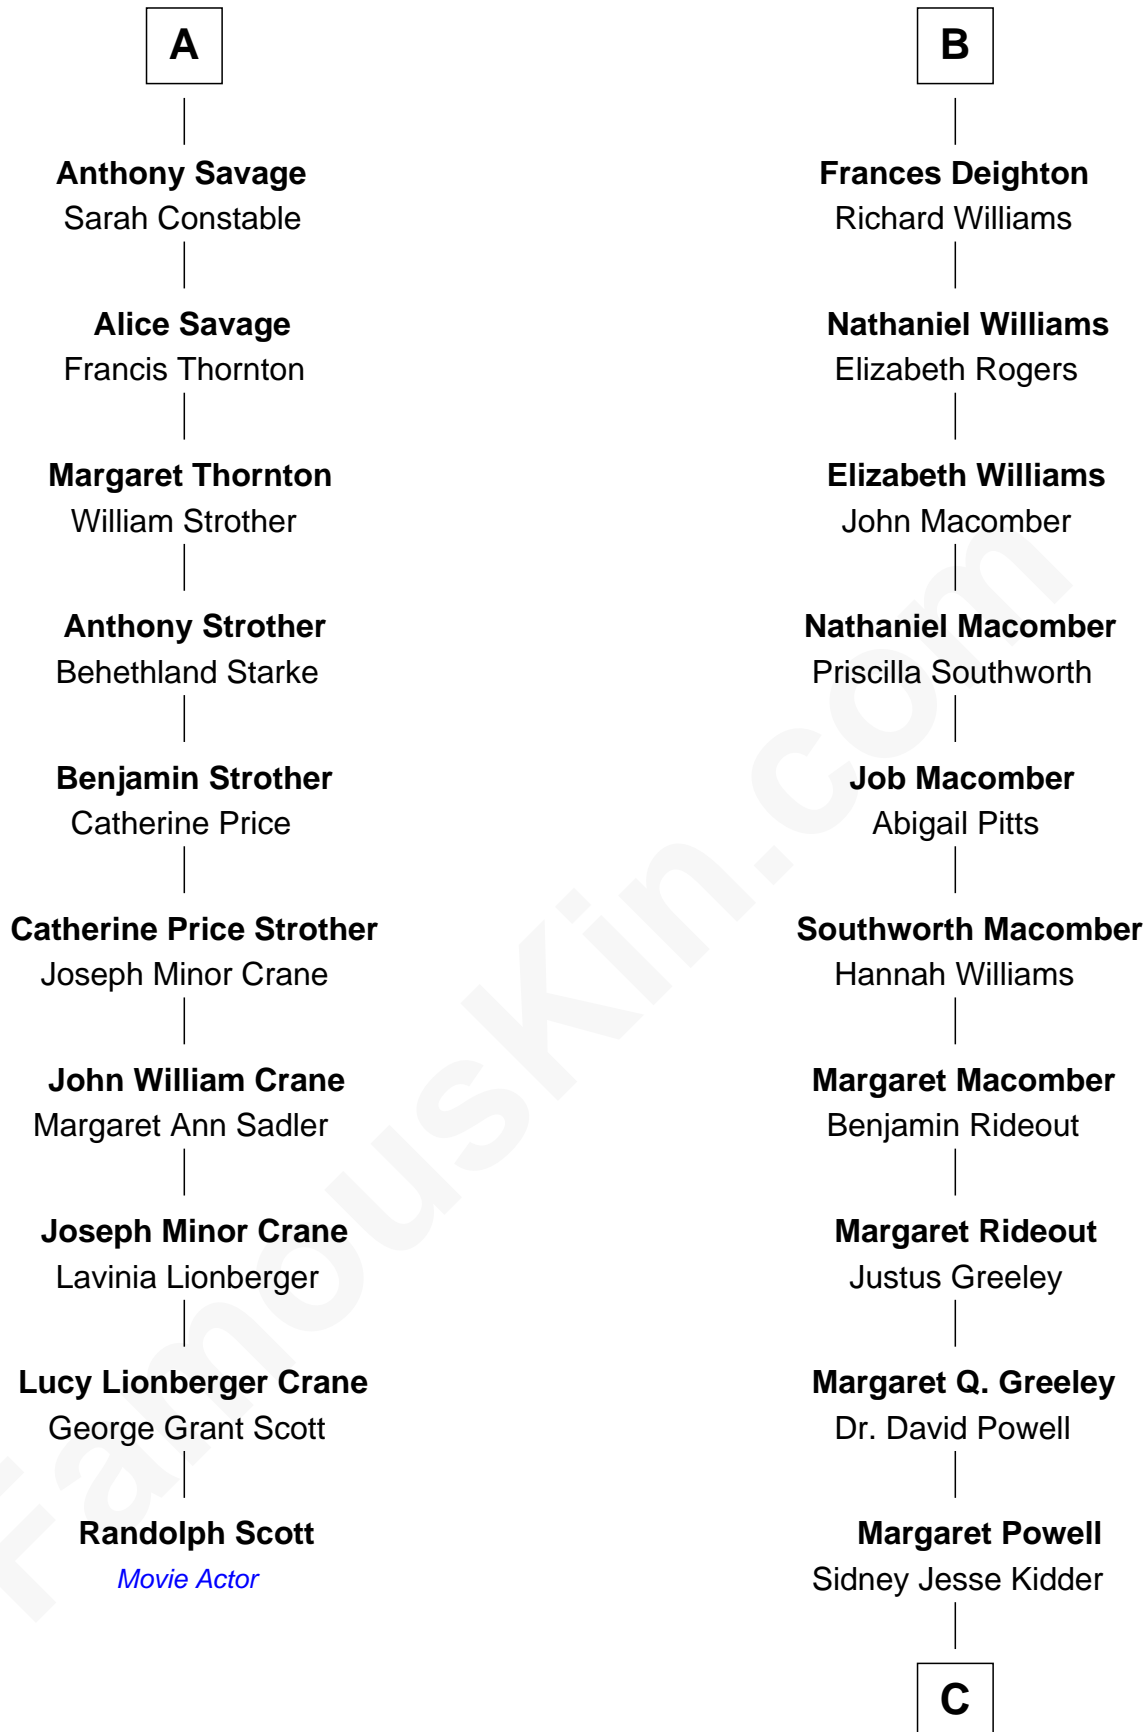 A
Anthony Savage
Sarah Constable
Alice Savage
Francis Thornton
Margaret Thornton
William Strother
Anthony Strother
Behethland Starke
Benjamin Strother
Catherine Price
Catherine Price Strother
Joseph Minor Crane
John William Crane
Margaret Ann Sadler
Joseph Minor Crane
Lavinia Lionberger
Lucy Lionberger Crane
George Grant Scott
Randolph Scott
Movie Actor
B
Frances Deighton
Richard Williams
Nathaniel Williams
Elizabeth Rogers
Elizabeth Williams
John Macomber
Nathaniel Macomber
Priscilla Southworth
Job Macomber
Abigail Pitts
Southworth Macomber
Hannah Williams
Margaret Macomber
Benjamin Rideout
Margaret Rideout
Justus Greeley
Margaret Q. Greeley
Dr. David Powell
Margaret Powell
Sidney Jesse Kidder
C
FamousKin.com